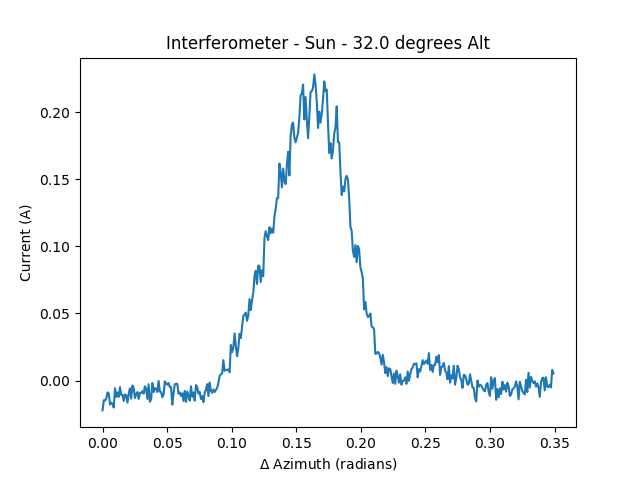 Interferometer - Sun - 32.0 degrees Alt
0.20
0.15
0.10
0.05
0.00
Current (A)
0.00 0.05 0.10 0.15 0.20 0.25 0.30 0.35
Δ Azimuth (radians)